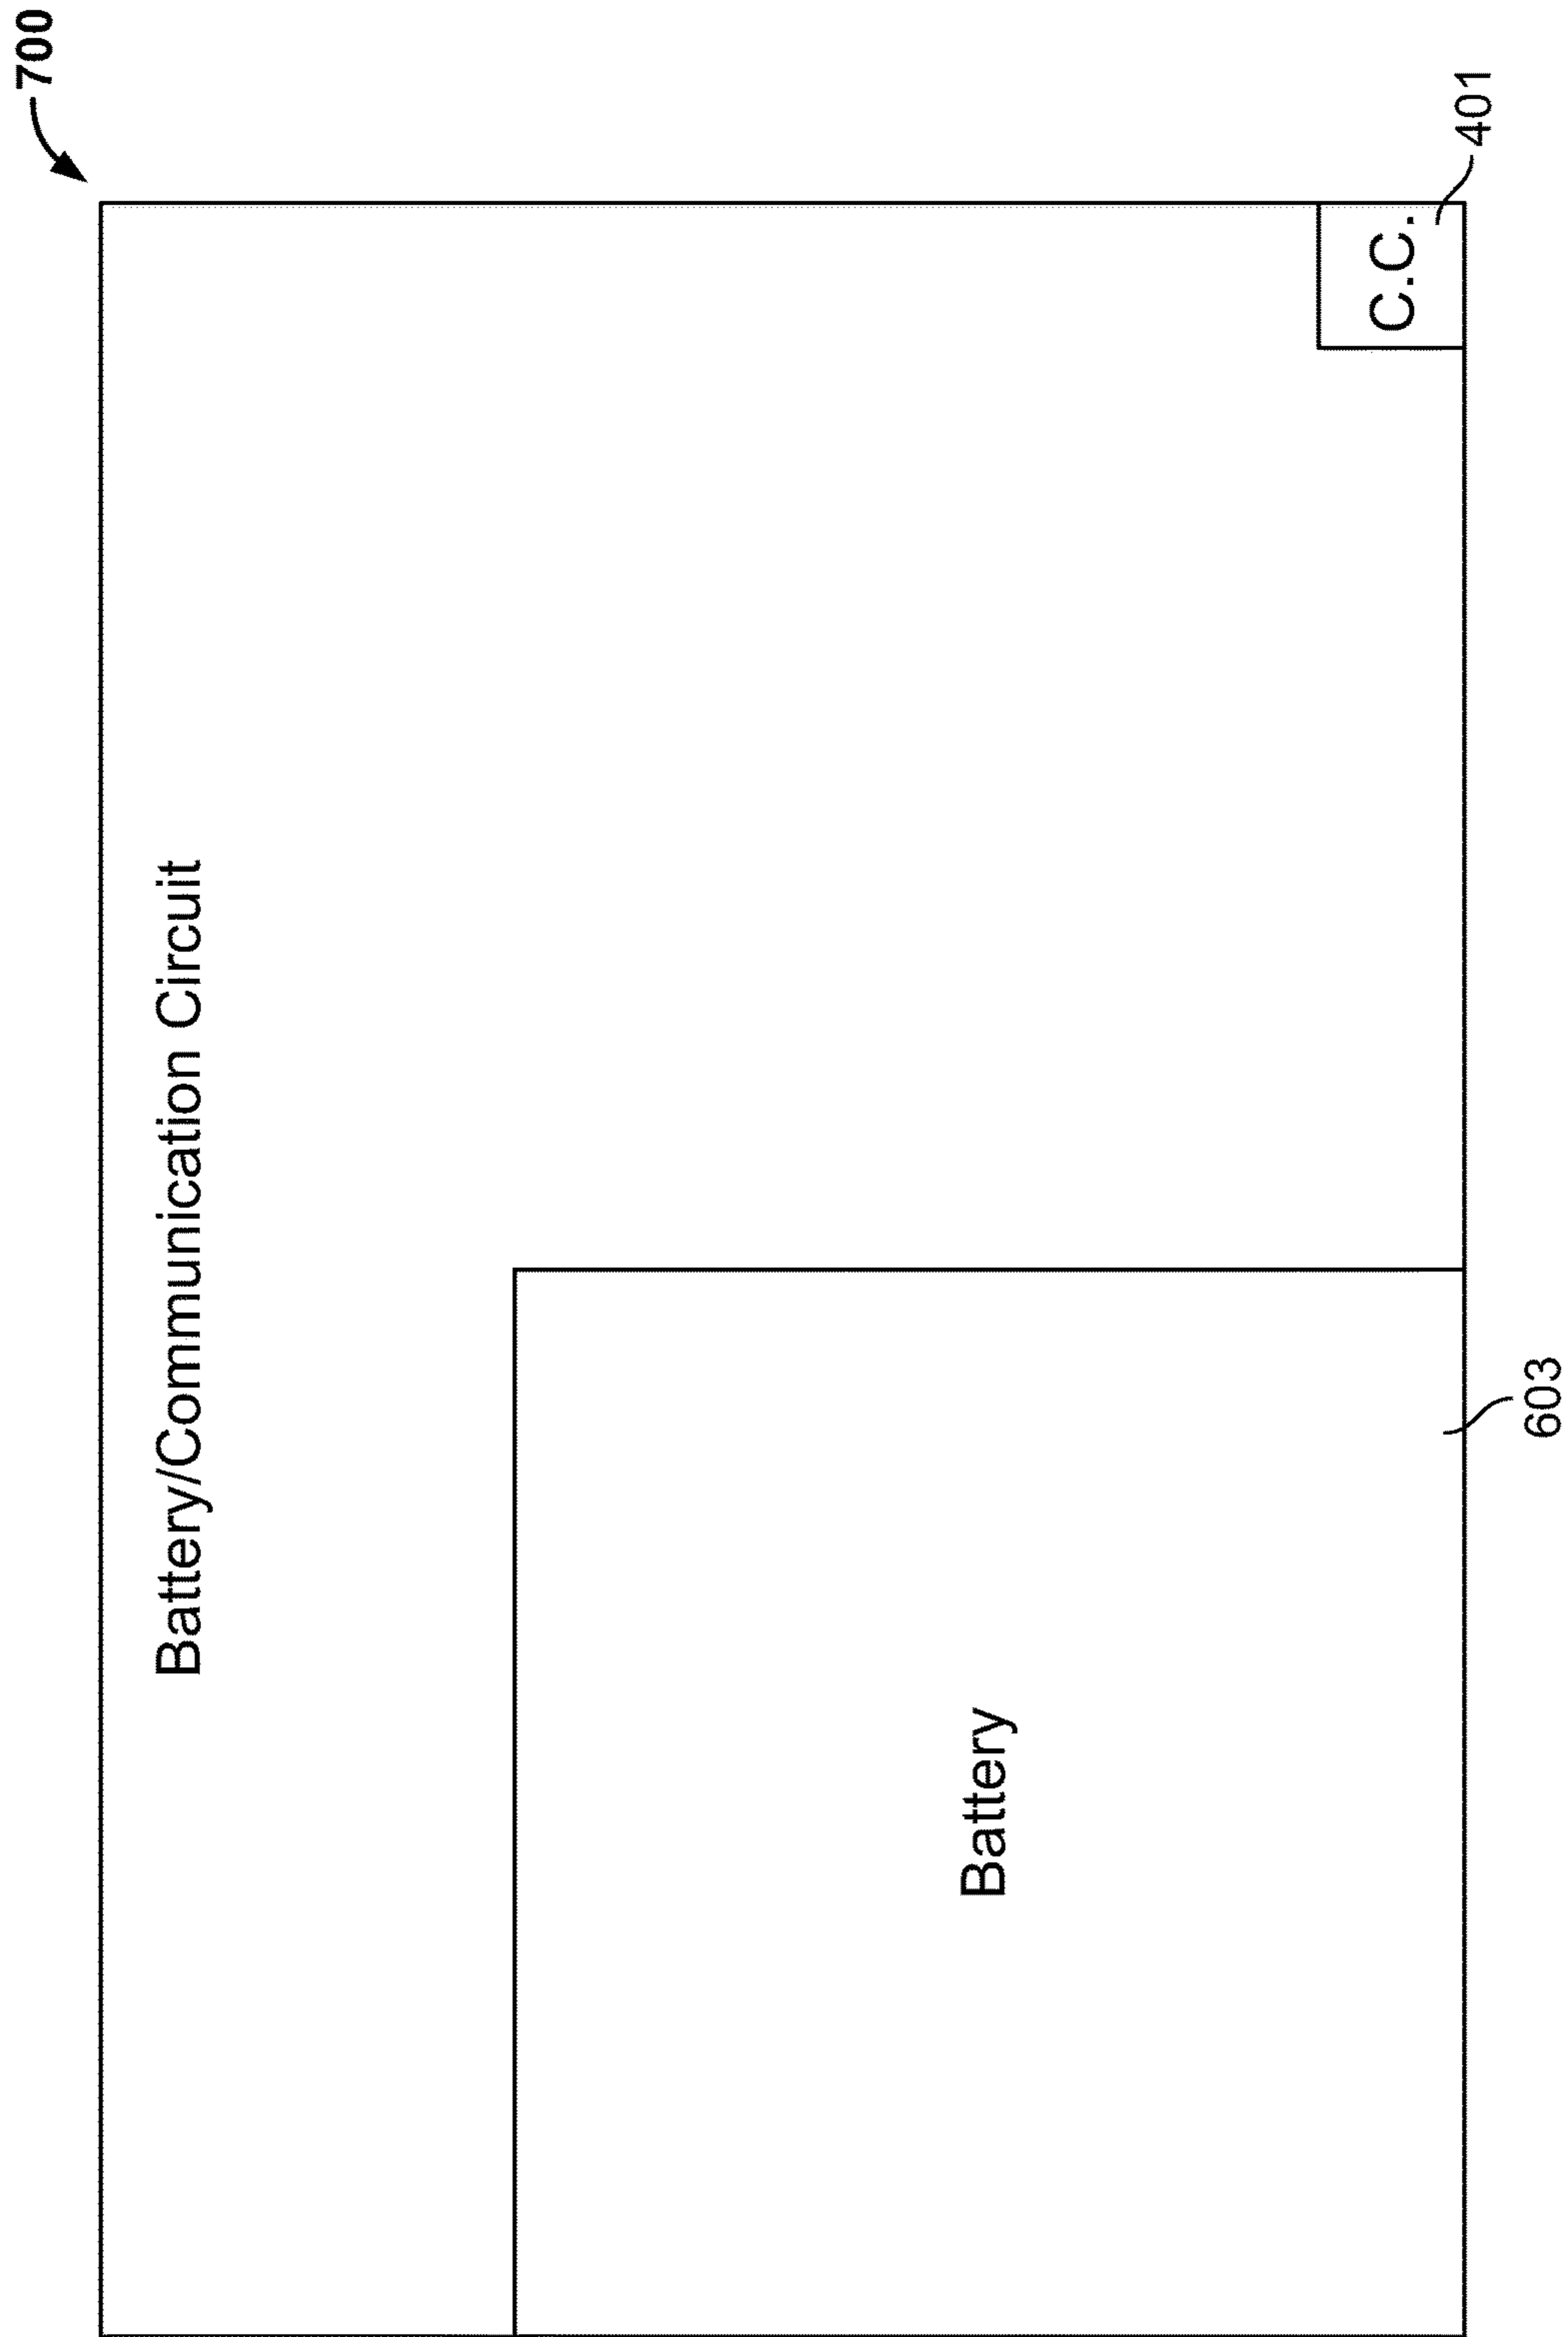 700
Battery/Communication Circuit
Battery
603
C.C.
401